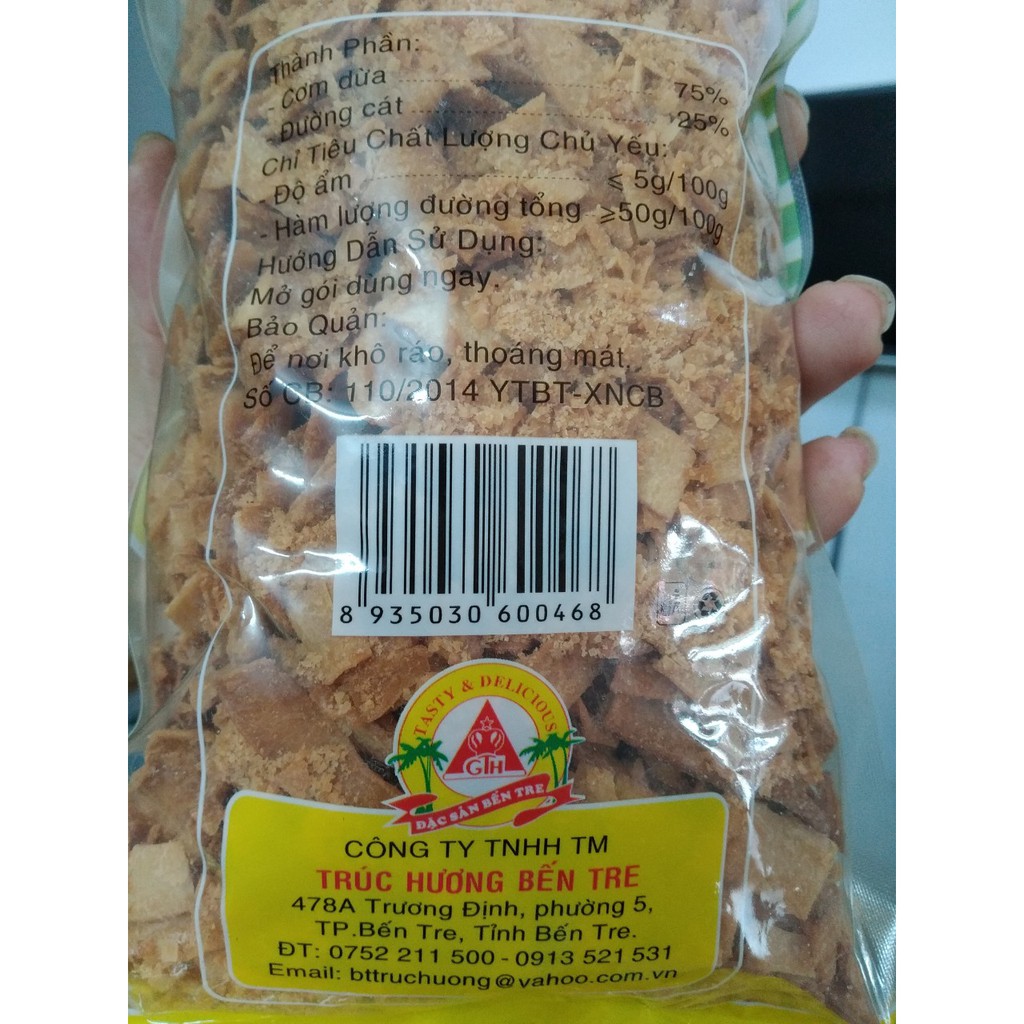 Thành Phần:
- Cơm dừa ........................ 75%
- Đường cát ........................ 25%
Chỉ Tiêu Chất Lượng Chủ Yếu:
- Độ ẩm ........................ ⩽ 5g/100g
- Hàm lượng đường tổng ⩾50g/100g
Hướng Dẫn Sử Dụng:
Mở gói dùng ngay.
Bảo Quản:
Để nơi khô ráo, thoáng mát.
Số CB: 110/2014 YTBT-XNCB
8 935030 600468
TASTY & DELICIOUS
GTH
ĐẶC SẢN BẾN TRE
CÔNG TY TNHH TM
TRÚC HƯƠNG BẾN TRE
478A Trương Định, phường 5,
TP.Bến Tre, Tỉnh Bến Tre.
ĐT: 0752 211 500 - 0913 521 531
Email: bttruchuong@yahoo.com.vn